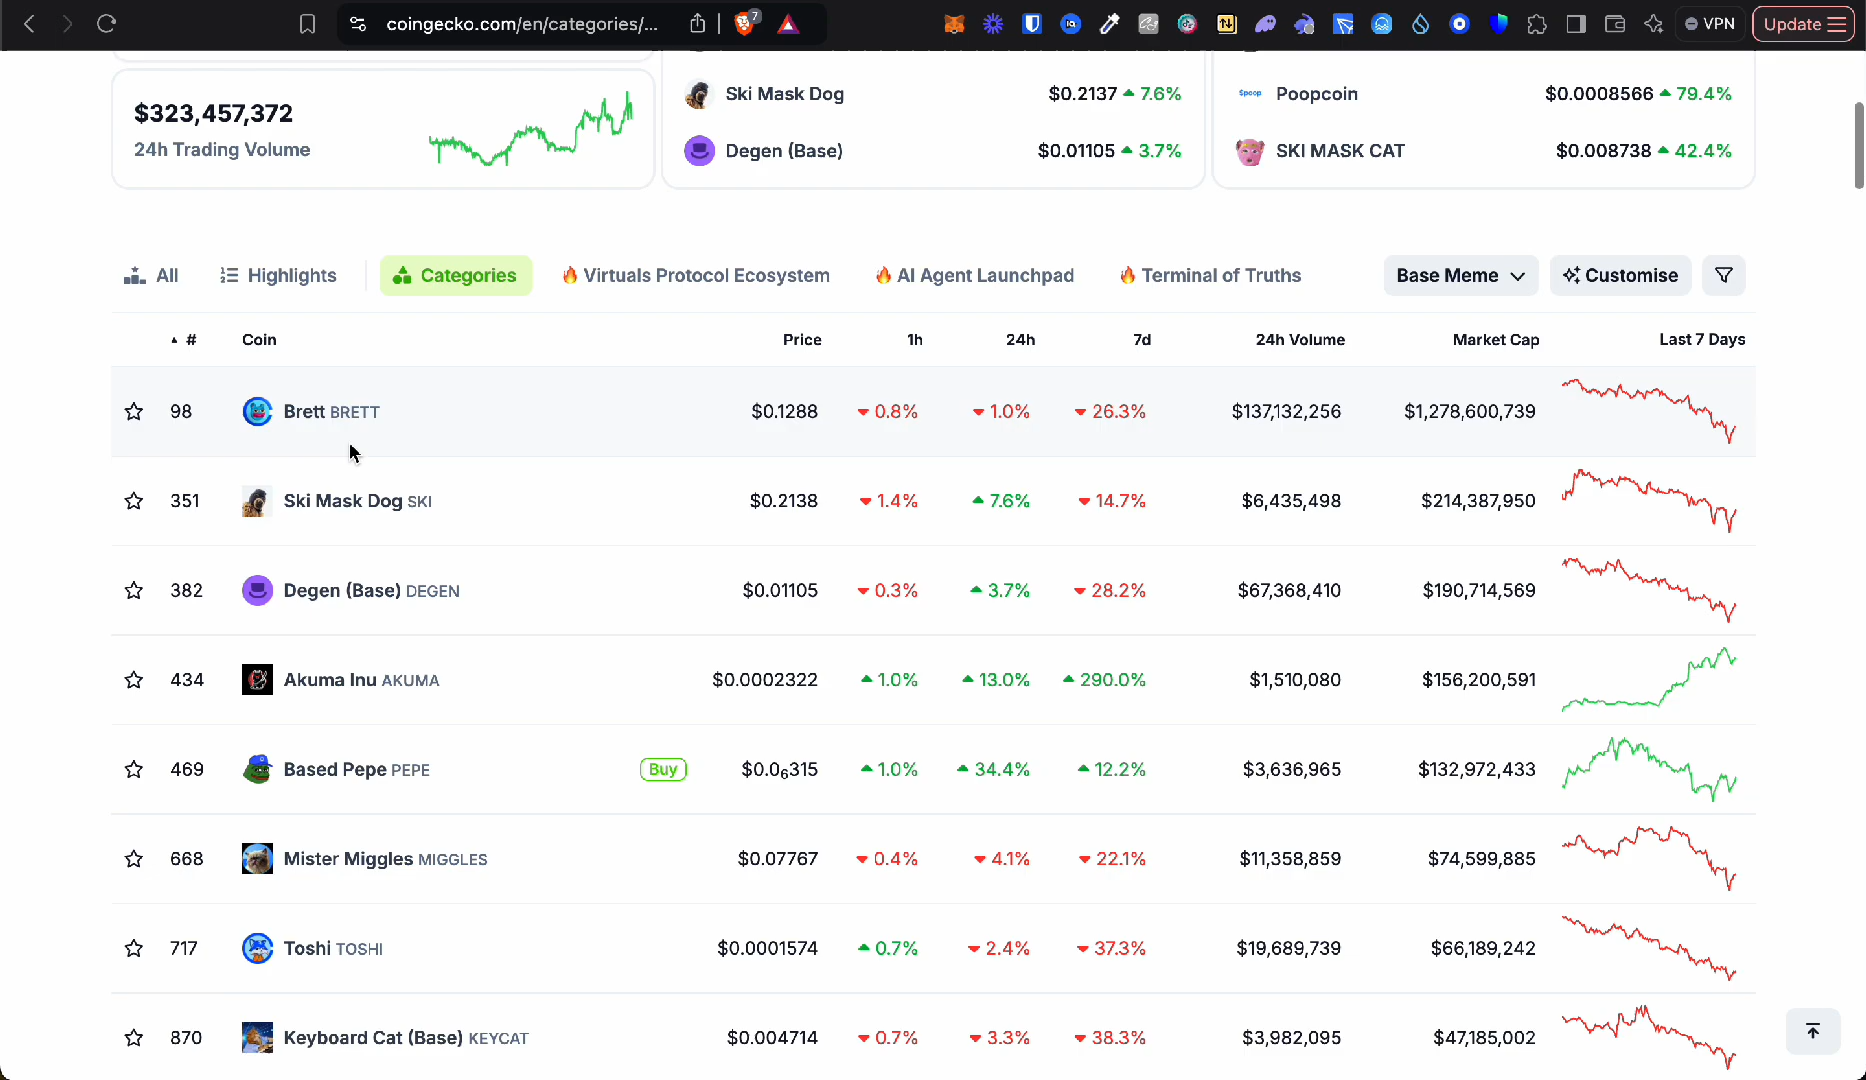 coingecko.com/en/categories/...
7
VPN
Update
$323,457,372
24h Trading Volume
Ski Mask Dog $0.2137 7.6%
Degen (Base) $0.01105 3.7%
Spoop Poopcoin $0.0008566 79.4%
SKI MASK CAT $0.008738 42.4%
All Highlights Categories Virtuals Protocol Ecosystem AI Agent Launchpad Terminal of Truths Base Meme Customise
# Coin Price 1h 24h 7d 24h Volume Market Cap Last 7 Days
98 Brett BRETT $0.1288 0.8% 1.0% 26.3% $137,132,256 $1,278,600,739
351 Ski Mask Dog SKI $0.2138 1.4% 7.6% 14.7% $6,435,498 $214,387,950
382 Degen (Base) DEGEN $0.01105 0.3% 3.7% 28.2% $67,368,410 $190,714,569
434 Akuma Inu AKUMA $0.0002322 1.0% 13.0% 290.0% $1,510,080 $156,200,591
469 Based Pepe PEPE Buy $0.0₆315 1.0% 34.4% 12.2% $3,636,965 $132,972,433
668 Mister Miggles MIGGLES $0.07767 0.4% 4.1% 22.1% $11,358,859 $74,599,885
717 Toshi TOSHI $0.0001574 0.7% 2.4% 37.3% $19,689,739 $66,189,242
870 Keyboard Cat (Base) KEYCAT $0.004714 0.7% 3.3% 38.3% $3,982,095 $47,185,002